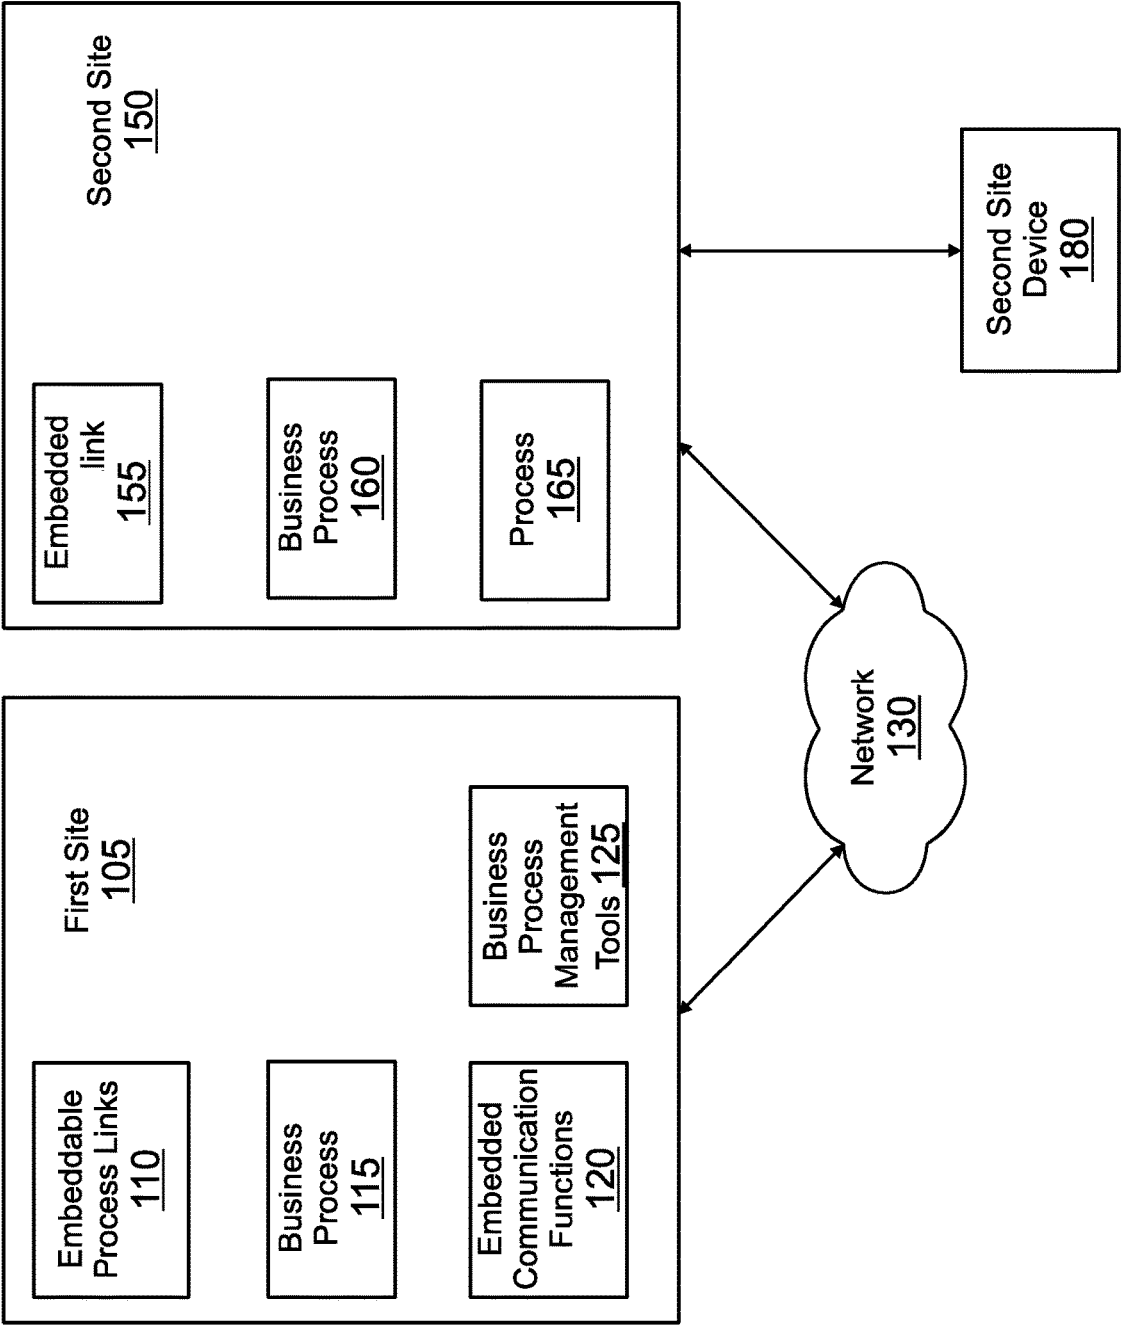 First Site
105
Embeddable
Process Links
110
Business
Process
115
Embedded
Communication
Functions
120
Business
Process
Management
Tools 125
Second Site
150
Embedded
link
155
Business
Process
160
Process
165
Network
130
Second Site
Device
180